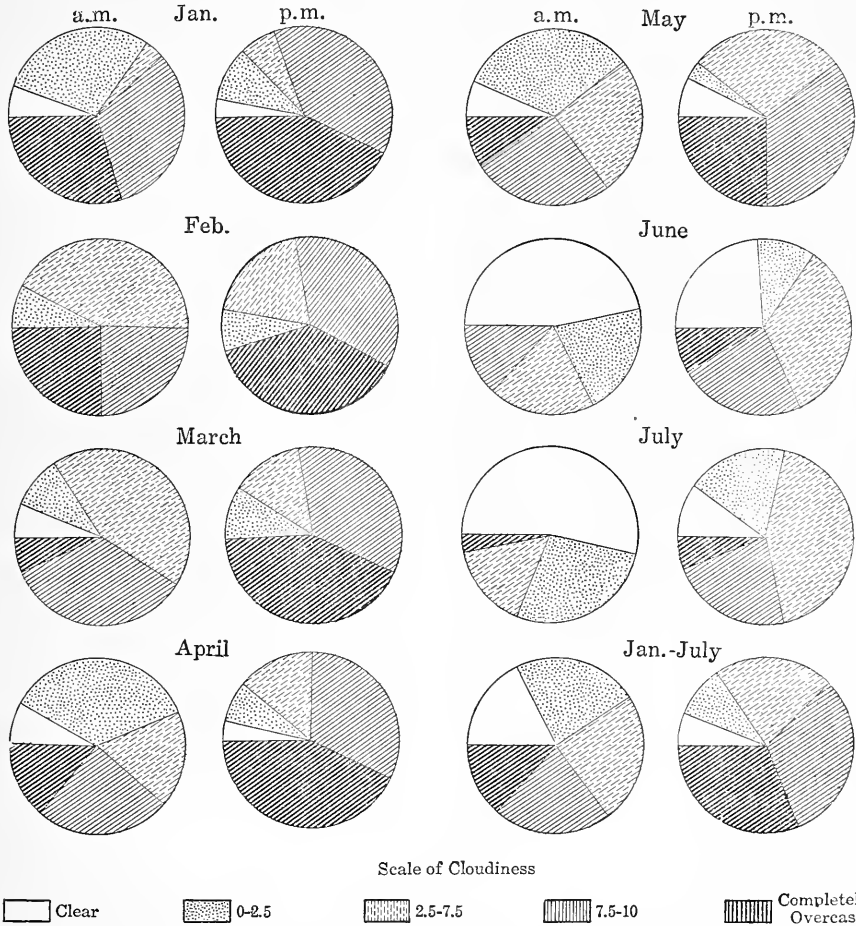 a.m. Jan. p.m.
a.m. May p.m.
Feb.
June
March
July
April
Jan.-July
Scale of Cloudiness
Clear
0-2.5
2.5-7.5
7.5-10
Completel
Overcas